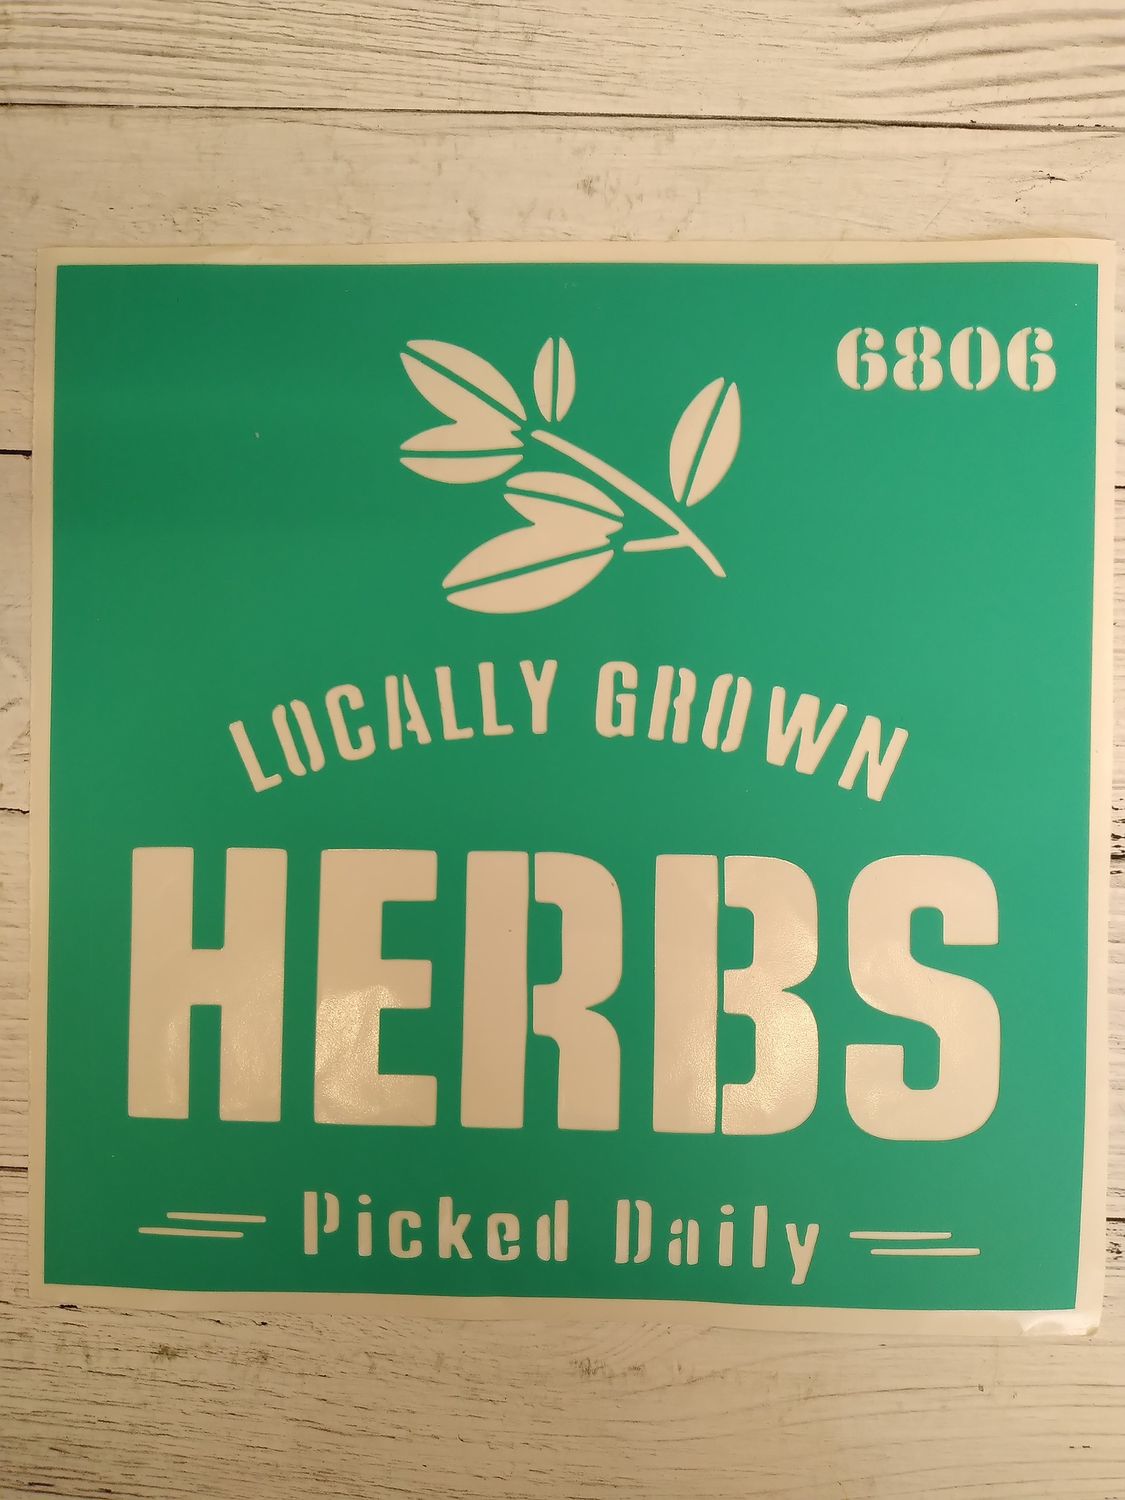 6806
LOCALLY GROWN
HERBS
Picked Daily